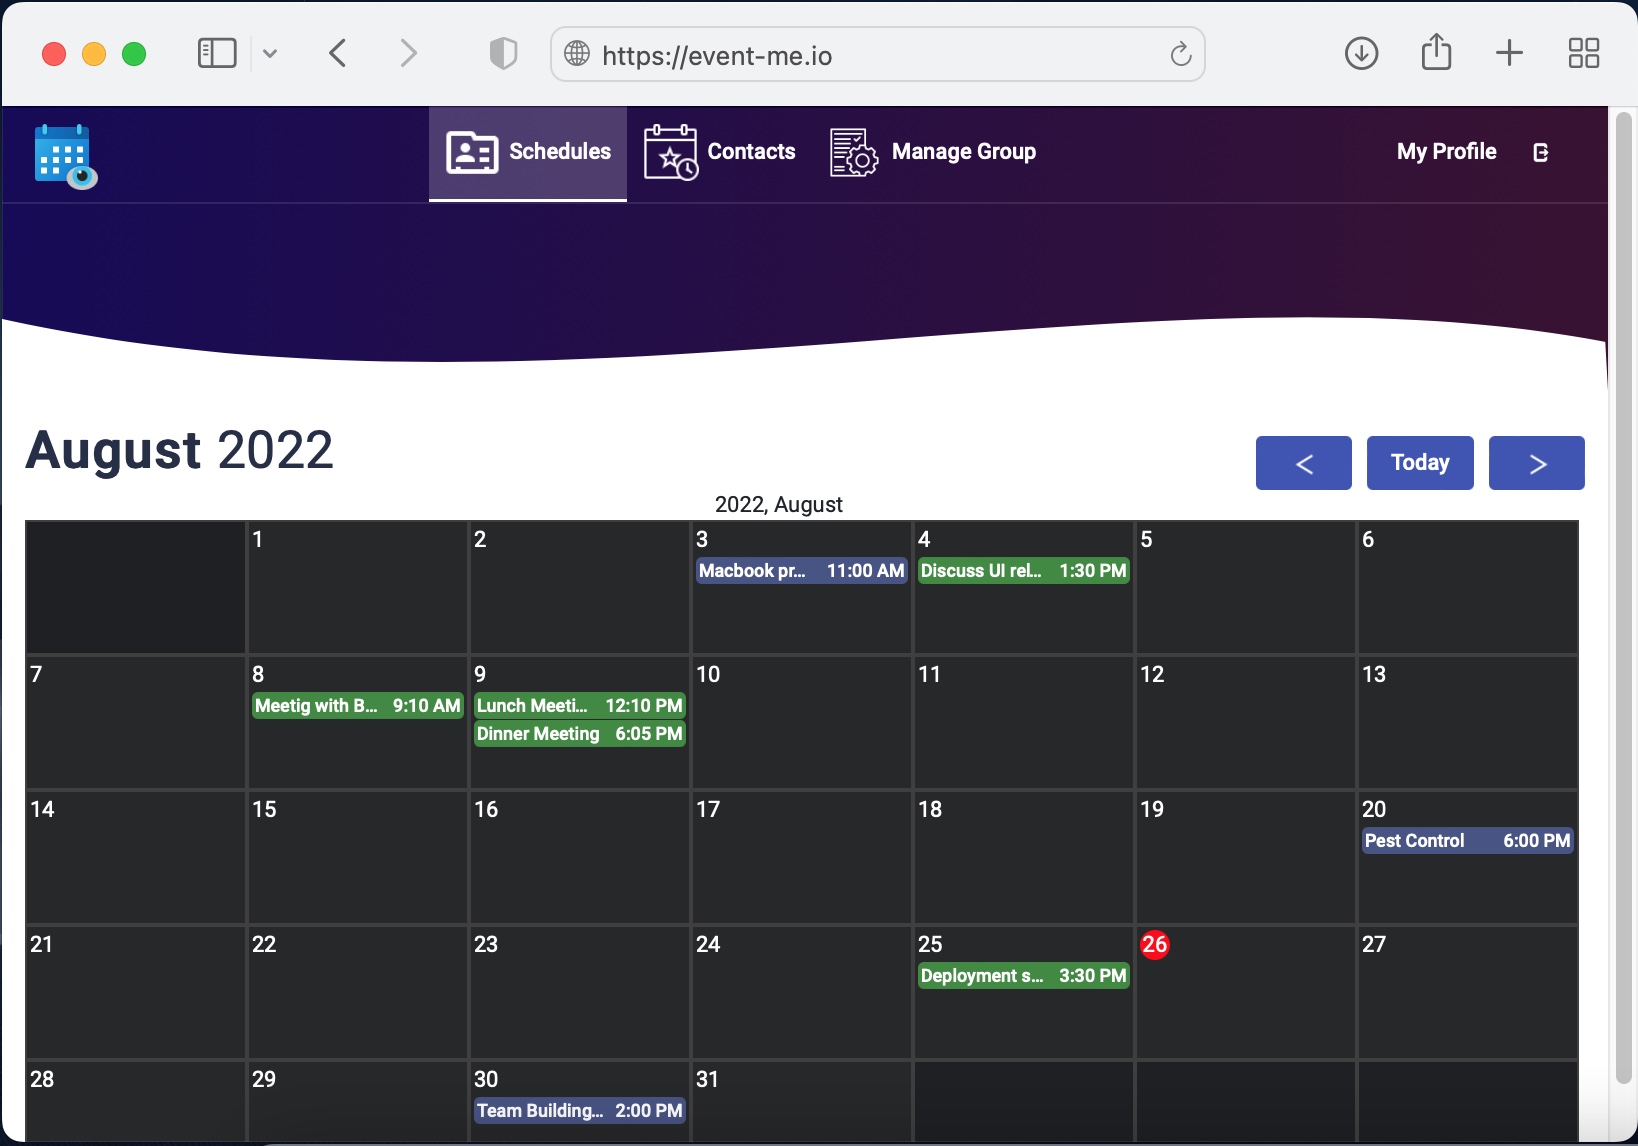 https://event-me.io
Schedules
Contacts
Manage Group
My Profile
August 2022
<
Today
>
2022, August
1
2
3
4
5
6
Macbook pr... 11:00 AM
Discuss UI rel... 1:30 PM
7
8
9
10
11
12
13
Meetig with B... 9:10 AM
Lunch Meeti... 12:10 PM
Dinner Meeting 6:05 PM
14
15
16
17
18
19
20
Pest Control 6:00 PM
21
22
23
24
25
26
27
Deployment s... 3:30 PM
28
29
30
31
Team Building... 2:00 PM